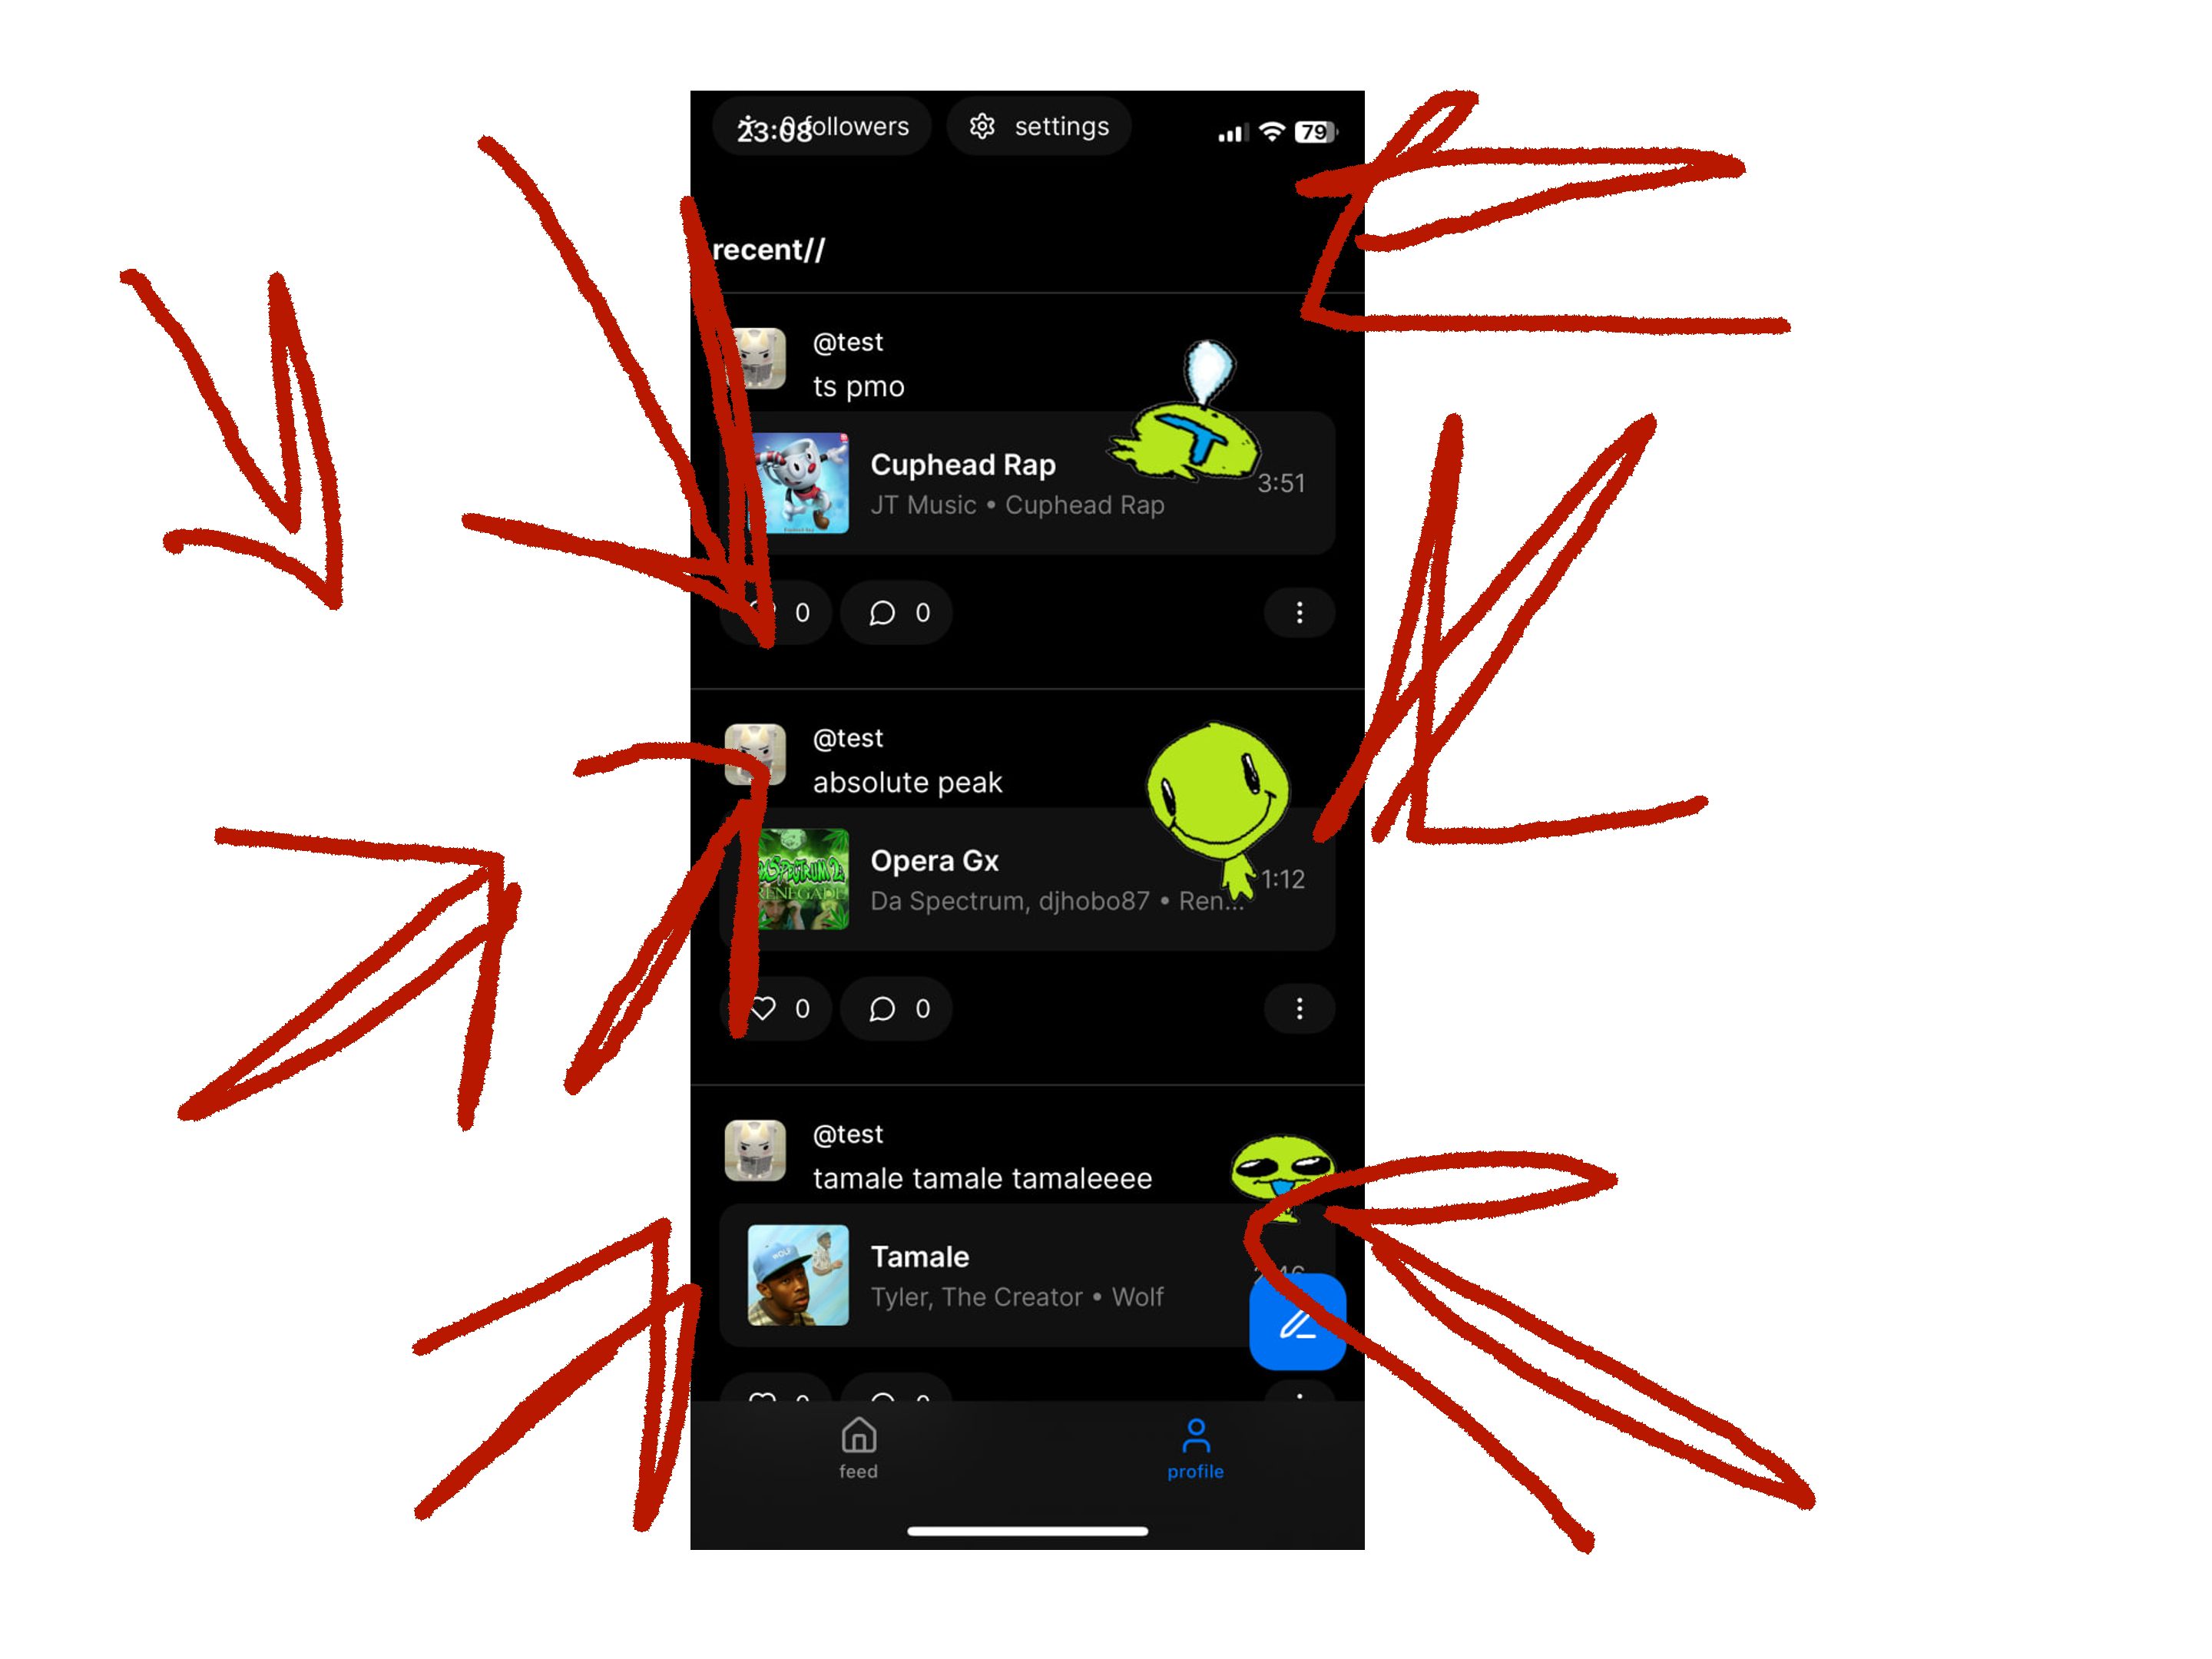 23:08 followers
settings
79
recent//
@test
ts pmo
Cuphead Rap
JT Music • Cuphead Rap
3:51
0
0
@test
absolute peak
Opera Gx
Da Spectrum, djhobo87 • Ren...
1:12
0
0
@test
tamale tamale tamaleeee
Tamale
Tyler, The Creator • Wolf
feed
profile